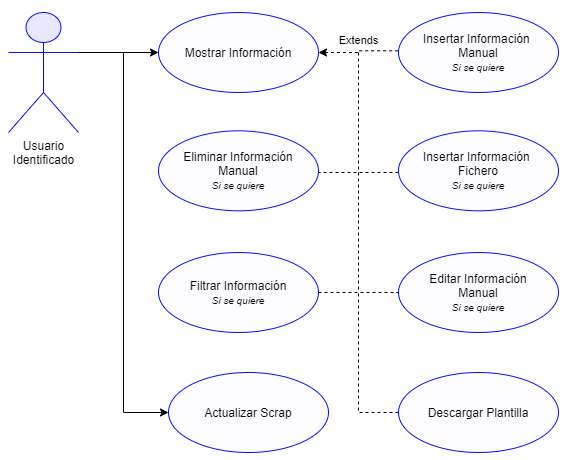 Extends
Mostrar Información
Insertar Información
Manual
Si se quiere
Usuario
Identificado
Eliminar Información
Manual
Si se quiere
Insertar Información
Fichero
Si se quiere
Filtrar Información
Si se quiere
Editar Información
Manual
Si se quiere
Actualizar Scrap
Descargar Plantilla